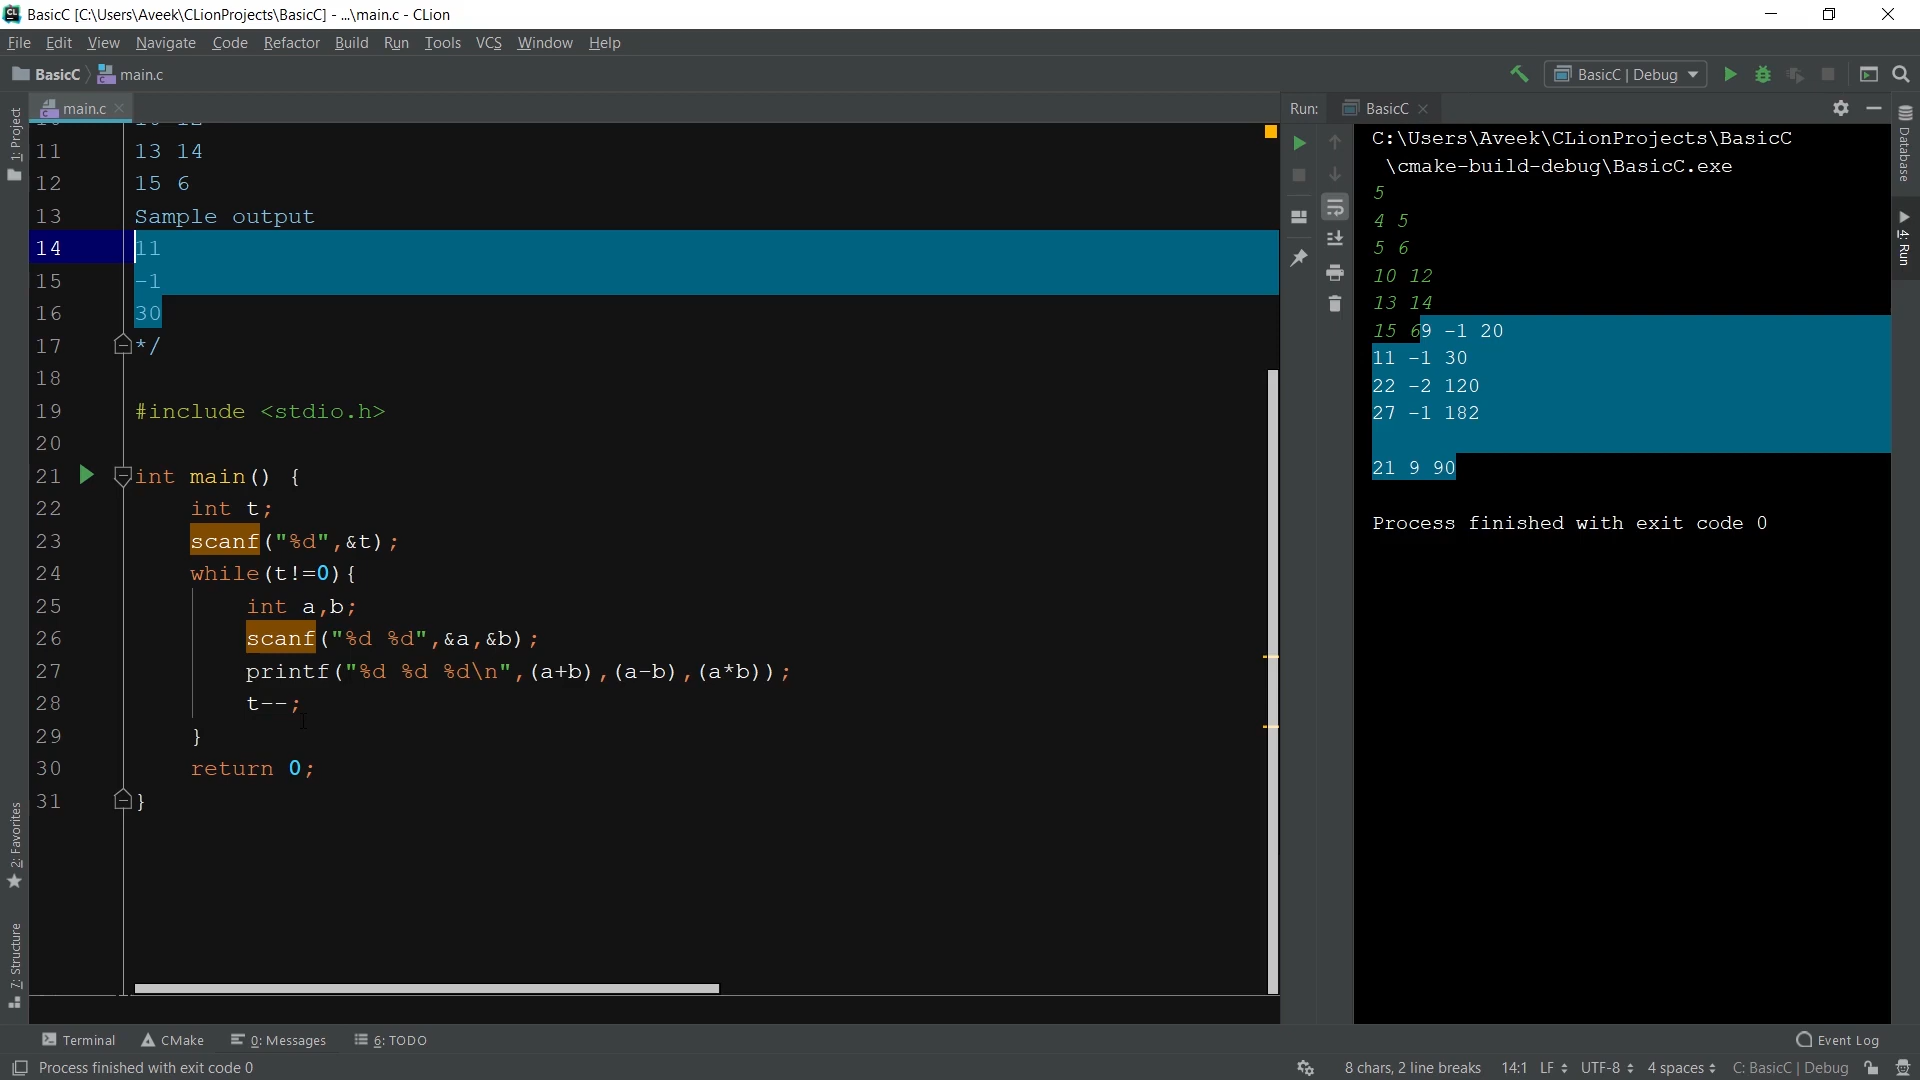 BasicC [C:\Users\Aveek\CLionProjects\BasicC] - ...\main.c - CLion
File Edit View Navigate Code Refactor Build Run Tools VCS Window Help
BasicC main.c BasicC | Debug
main.c Run: BasicC
1: Project
Database
4: Run
2: Favorites
7: Structure
11 13 14
12 15 6
13 Sample output
14 11
15 -1
16 30
17 */
18
19 #include <stdio.h>
20
21 int main() {
22 int t;
23 scanf("%d",&t);
24 while(t!=0){
25 int a,b;
26 scanf("%d %d",&a,&b);
27 printf("%d %d %d\n",(a+b),(a-b),(a*b));
28 t--;
29 }
30 return 0;
31 }
C:\Users\Aveek\CLionProjects\BasicC
\cmake-build-debug\BasicC.exe
5
4 5
5 6
10 12
13 14
15 69 -1 20
11 -1 30
22 -2 120
27 -1 182
21 9 90
Process finished with exit code 0
Terminal CMake 0: Messages 6: TODO Event Log
Process finished with exit code 0 8 chars, 2 line breaks 14:1 LF UTF-8 4 spaces C: BasicC | Debug